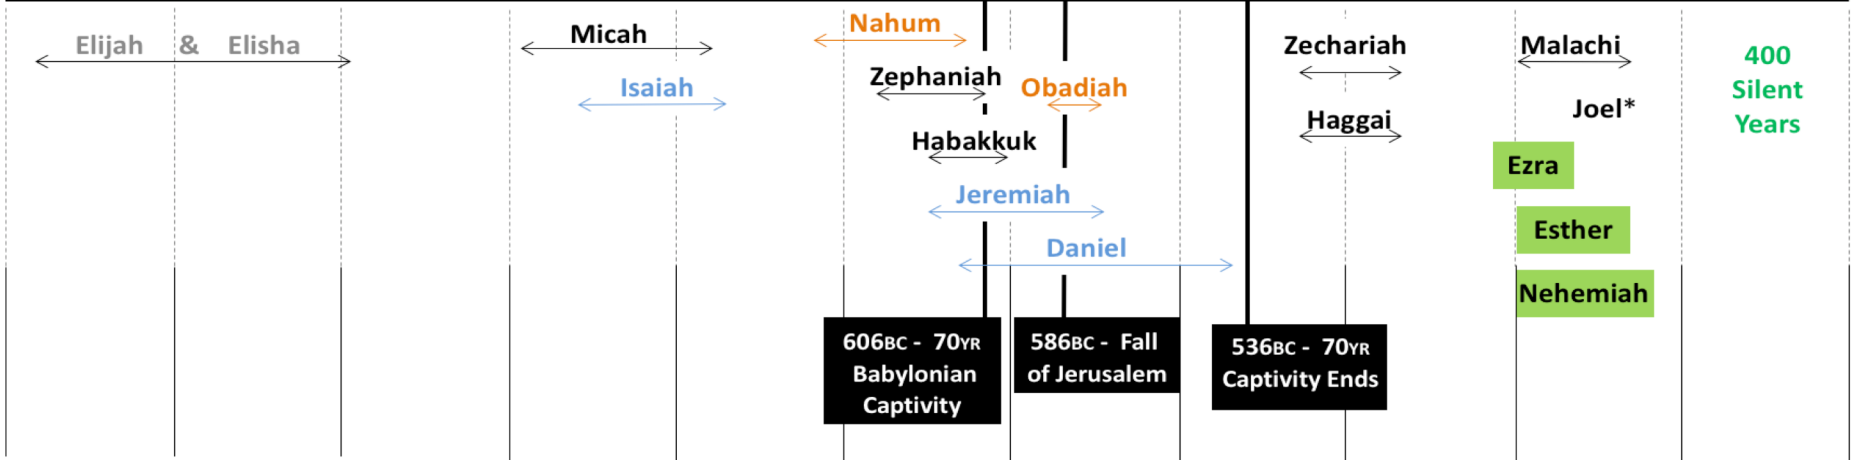 Elijah & Elisha
Micah
Isaiah
Nahum
Zephaniah
Obadiah
Habakkuk
Jeremiah
Daniel
606BC - 70YR
Babylonian
Captivity
586BC - Fall
of Jerusalem
536BC - 70YR
Captivity Ends
Zechariah
Haggai
Malachi
Joel*
Ezra
Esther
Nehemiah
400
Silent
Years